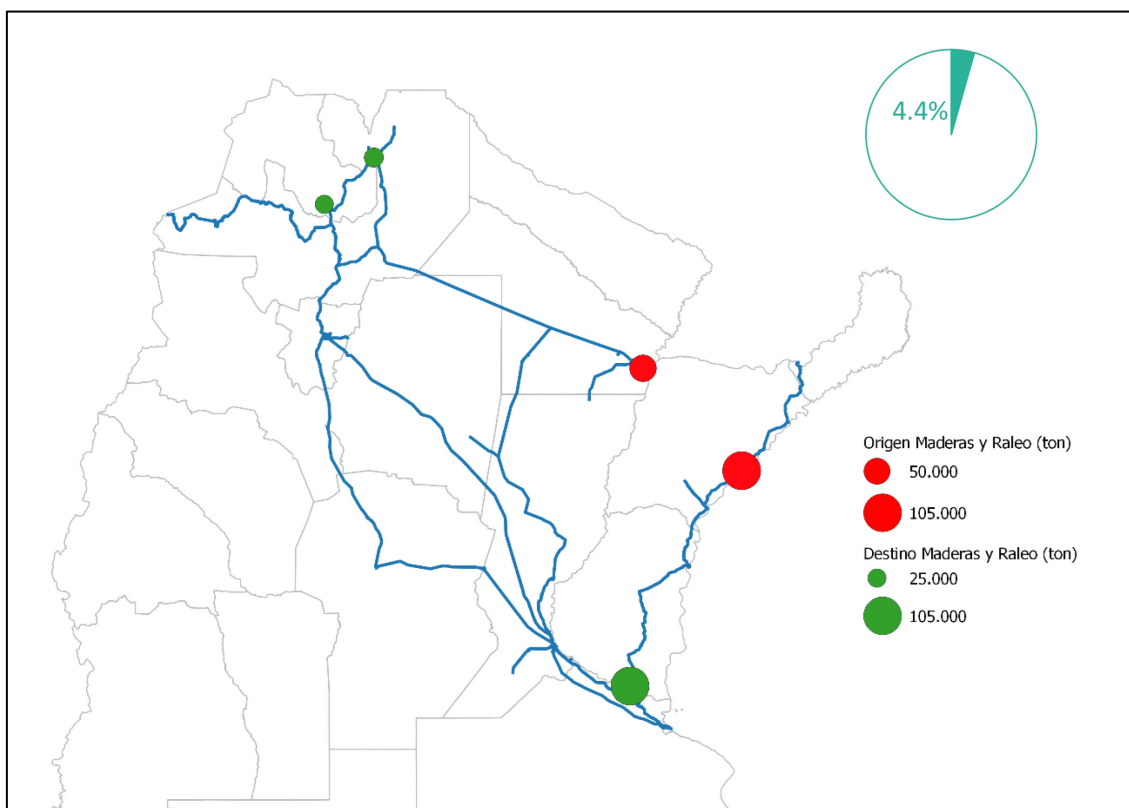 4.4%
Origen Maderas y Raleo (ton)
50.000
105.000
Destino Maderas y Raleo (ton)
25.000
105.000